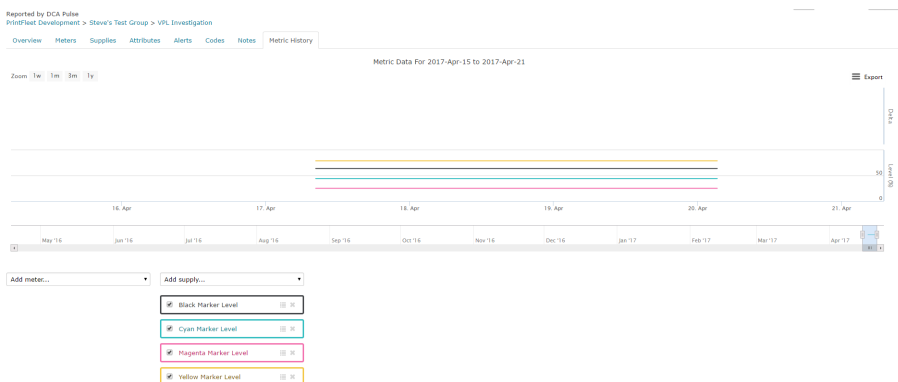 Reported by DCA Pulse
PrintFleet Development > Steve's Test Group > VPL Investigation
Overview Meters Supplies Attributes Alerts Codes Notes Metric History
Metric Data For 2017-Apr-15 to 2017-Apr-21
Zoom 1w 1m 3m 1y Export
Delta
Level (%)
50
0
16. Apr 17. Apr 18. Apr 19. Apr 20. Apr 21. Apr
May '16 Jun '16 Jul '16 Aug '16 Sep '16 Oct '16 Nov '16 Dec '16 Jan '17 Feb '17 Mar '17 Apr '17
Add meter... Add supply...
Black Marker Level
Cyan Marker Level
Magenta Marker Level
Yellow Marker Level